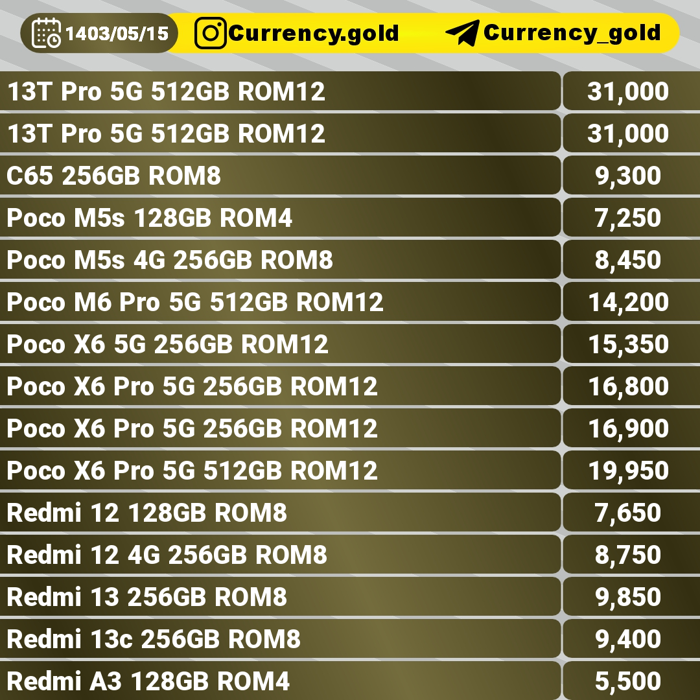 1403/05/15 Currency.gold Currency_gold
13T Pro 5G 512GB ROM12 31,000
13T Pro 5G 512GB ROM12 31,000
C65 256GB ROM8 9,300
Poco M5s 128GB ROM4 7,250
Poco M5s 4G 256GB ROM8 8,450
Poco M6 Pro 5G 512GB ROM12 14,200
Poco X6 5G 256GB ROM12 15,350
Poco X6 Pro 5G 256GB ROM12 16,800
Poco X6 Pro 5G 256GB ROM12 16,900
Poco X6 Pro 5G 512GB ROM12 19,950
Redmi 12 128GB ROM8 7,650
Redmi 12 4G 256GB ROM8 8,750
Redmi 13 256GB ROM8 9,850
Redmi 13c 256GB ROM8 9,400
Redmi A3 128GB ROM4 5,500